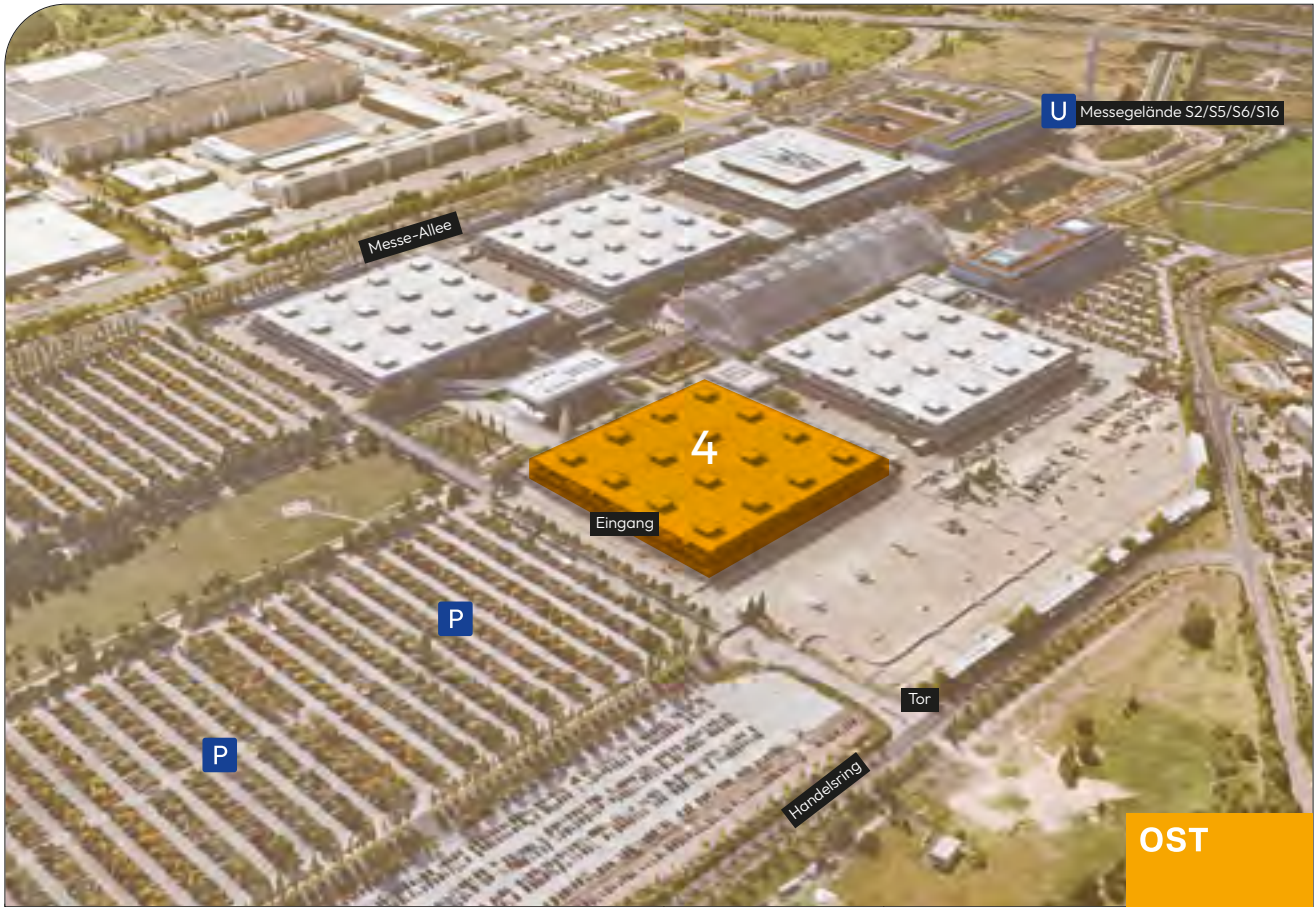 U
Messegelände S2/S5/S6/S16
Messe-Allee
4
Eingang
P
Tor
P
Handelsring
OST